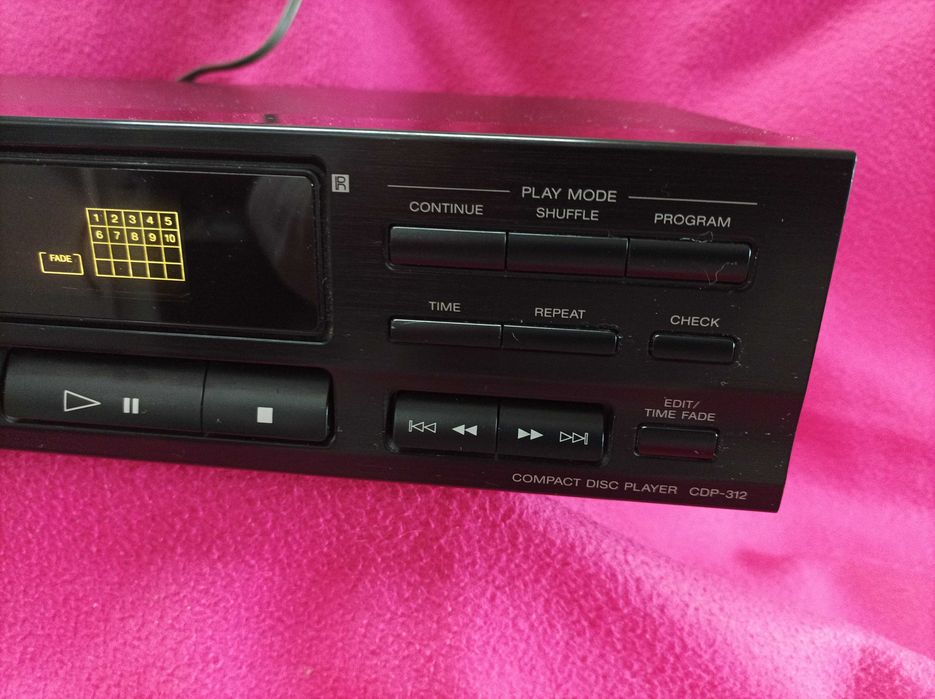 PLAY MODE
CONTINUE SHUFFLE PROGRAM
1 2 3 4 5
6 7 8 9 10
FADE
TIME REPEAT CHECK
EDIT/
TIME FADE
COMPACT DISC PLAYER CDP-312